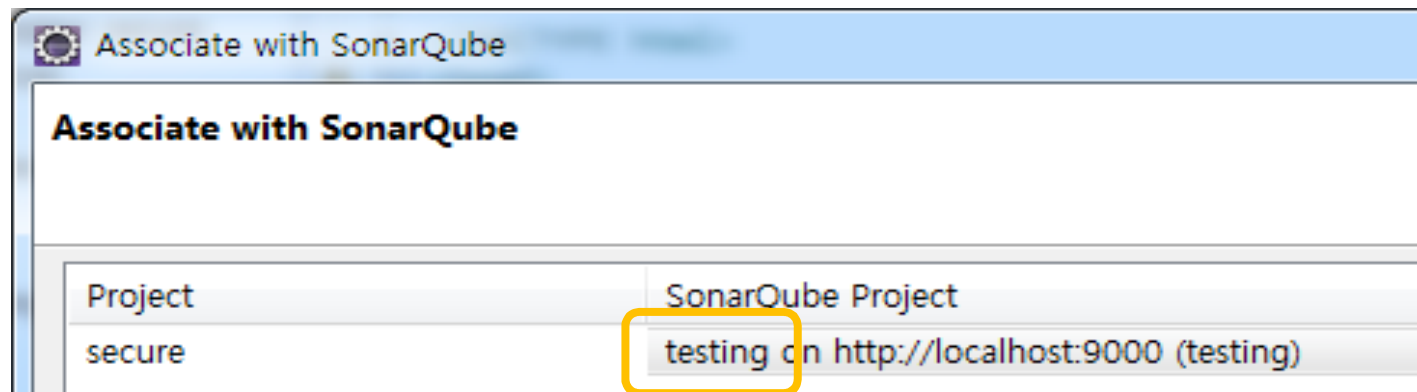 Associate with SonarQube
Associate with SonarQube
Project SonarQube Project
secure testing on http://localhost:9000 (testing)